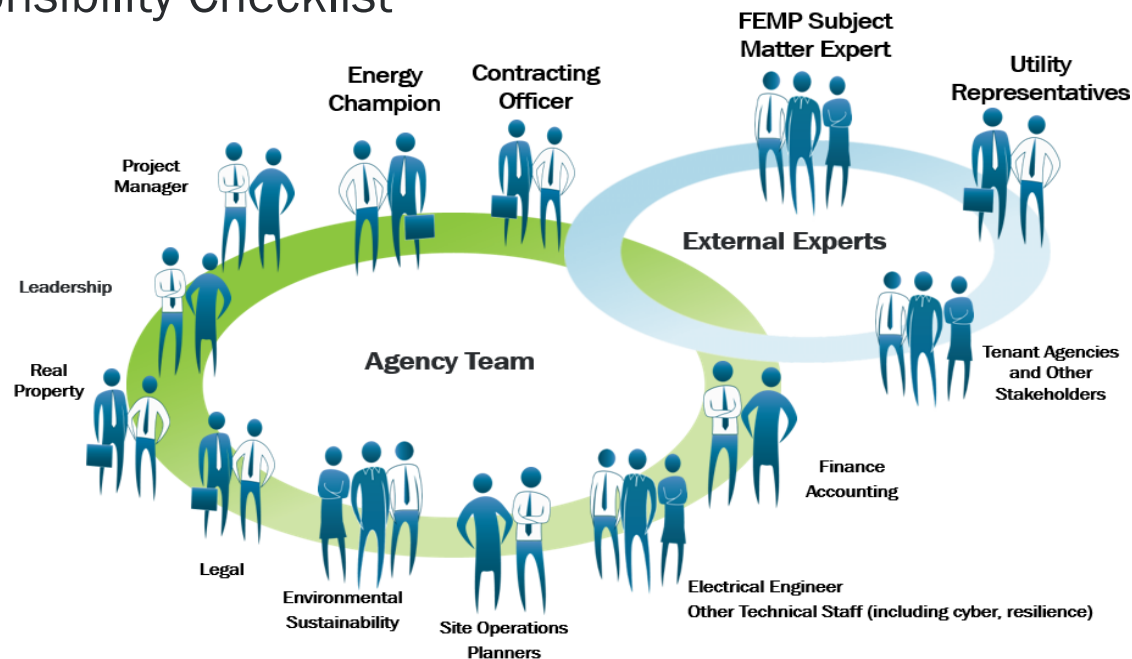 FEMP Subject
Matter Expert
Utility
Representatives
Energy
Champion
Contracting
Officer
Project
Manager
External Experts
Leadership
Agency Team
Tenant Agencies
and Other
Stakeholders
Real
Property
Finance
Accounting
Legal
Environmental
Sustainability
Electrical Engineer
Other Technical Staff (including cyber, resilience)
Site Operations
Planners